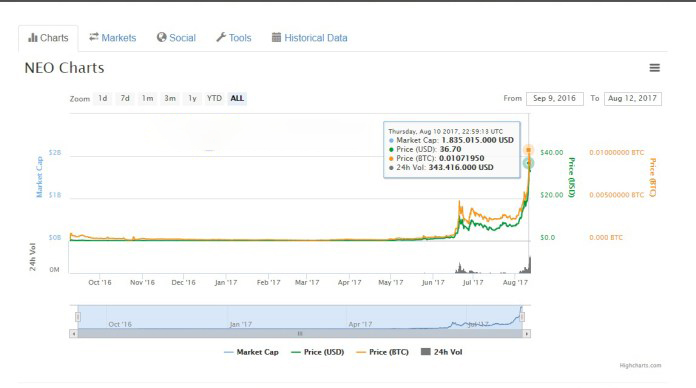 Charts Markets Social Tools Historical Data
NEO Charts
Zoom 1d 7d 1m 3m 1y YTD ALL From Sep 9, 2016 To Aug 12, 2017
Thursday, Aug 10 2017, 22:59:13 UTC
Market Cap: 1.835.015.000 USD
Price (USD): 36.70
Price (BTC): 0.01071950
24h Vol: 343.416.000 USD
$2B $40.00 0.01000000 BTC
$1B $20.00 0.00500000 BTC
$0B $0.0 0.000 BTC
Market Cap
Price (USD)
Price (BTC)
24h Vol
0M
Oct '16 Nov '16 Dec '16 Jan '17 Feb '17 Mar '17 Apr '17 May '17 Jun '17 Jul '17 Aug '17
Oct '16 Jan '17 Apr '17 Jul '17
Market Cap Price (USD) Price (BTC) 24h Vol
Highcharts.com